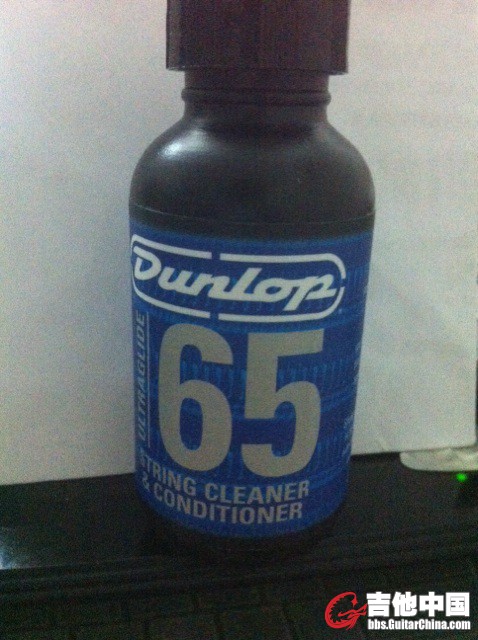 Dunlop
ULTRAGLIDE
65
STRING CLEANER
& CONDITIONER
吉他中国
bbs.GuitarChina.com